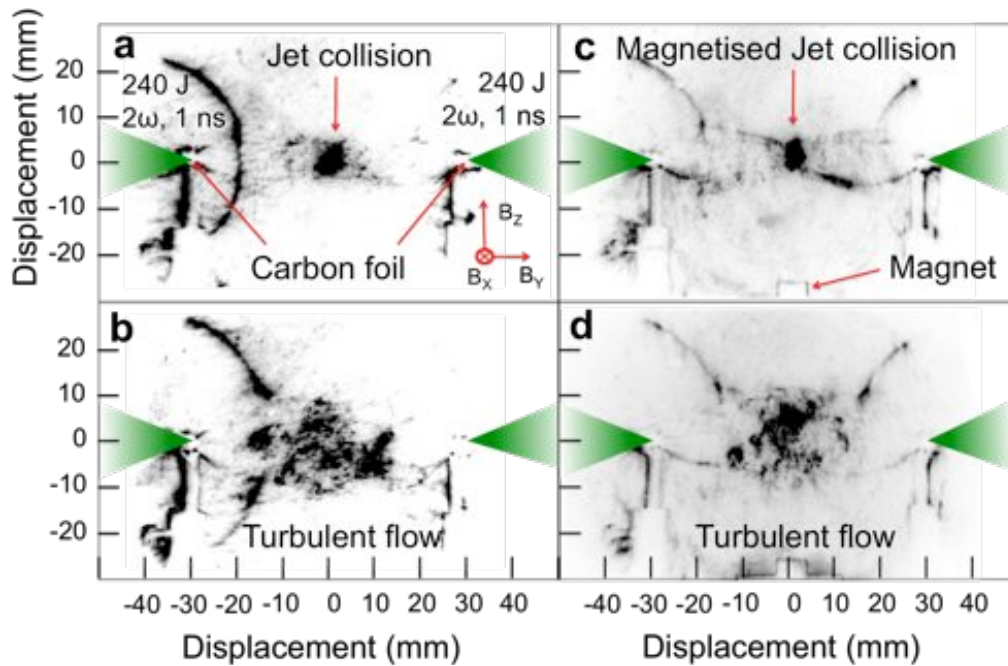 Displacement (mm)
20
10
0
-10
-20
a
Jet collision
240 J
2ω, 1 ns
240 J
2ω, 1 ns
Carbon foil
B_Z
B_X
B_Y
c
Magnetised Jet collision
Magnet
Displacement (mm)
20
10
0
-10
-20
b
Turbulent flow
d
Turbulent flow
-40 -30 -20 -10 0 10 20 30 40
-40 -30 -20 -10 0 10 20 30 40
Displacement (mm)
Displacement (mm)